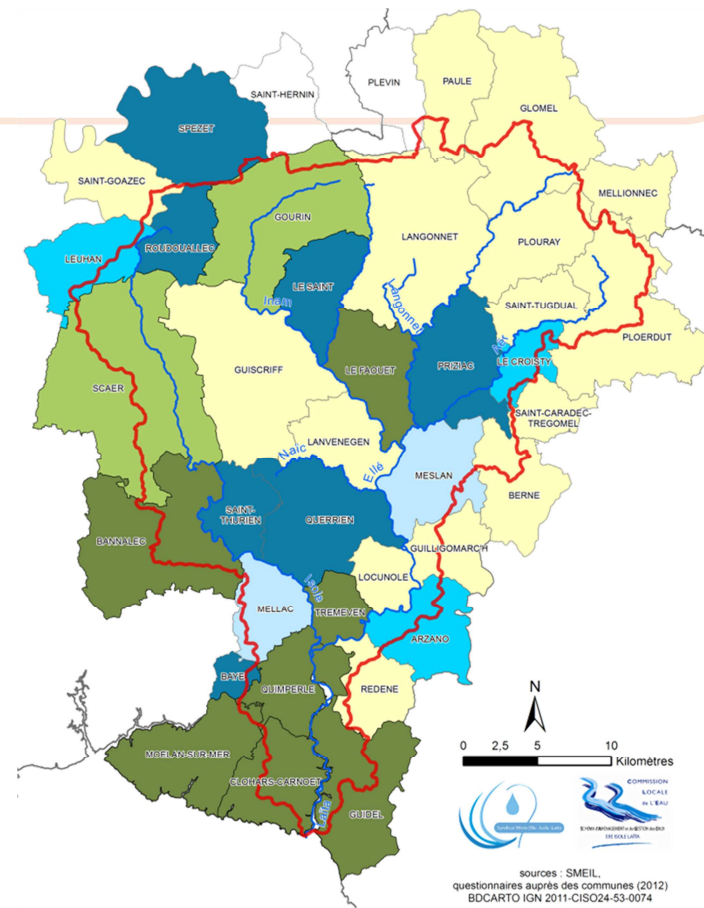 PLEVIN
PAULE
SAINT-HERNIN
GLOMEL
SPEZET
SAINT-GOAZEC
MELLIONNEC
GOURIN
LANGONNET
PLOURAY
ROUDOUALLEC
LEUHAN
LE SAINT
Langonnet
Inam
SAINT-TUGDUAL
PLOERDUT
Aër
LE CROISTY
PRIZIAC
GUISCRIFF
LE FAOUET
SCAER
SAINT-CARADEC-
TREGOMEL
LANVENEGEN
Naïc
Ellé
MESLAN
BERNE
SAINT-
THURIEN
QUERRIEN
BANNALEC
GUILLIGOMARC'H
LOCUNOLE
Isole
MELLAC
TREMEVEN
ARZANO
BAYE
QUIMPERLE
REDENE
MOELAN-SUR-MER
CLOHARS-CARNOET
GUIDEL
Laïta
N
0 2,5 5 10
Kilomètres
COMMISSION
LOCALE
de L'EAU
sources : SMEIL,
questionnaires auprès des communes (2012)
BDCARTO IGN 2011-CISO24-53-0074